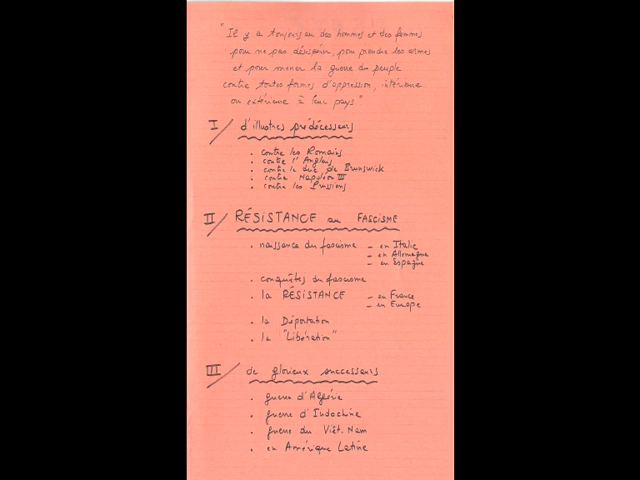 "Il y a toujours eu des hommes et des femmes
pour ne pas désespérer, pour prendre les armes
et pour mener la guerre du peuple
contre toutes formes d'oppression, intérieure
ou extérieure à leur pays"
I/ d'illustres prédécesseurs
. contre les Romains
. contre l'Anglais
. contre le duc de Brunswick
. contre Napoléon III
. contre les Prussiens
II/ RÉSISTANCE au FASCISME
. naissance du fascisme - en Italie
- en Allemagne
- en Espagne
. conquêtes du fascisme
. la RÉSISTANCE - en France
- en Europe
. la Déportation
. la "Libération"
III/ de glorieux successeurs
. guerre d'Algérie
. guerre d'Indochine
. guerre du Viêt-Nam
. en Amérique Latine